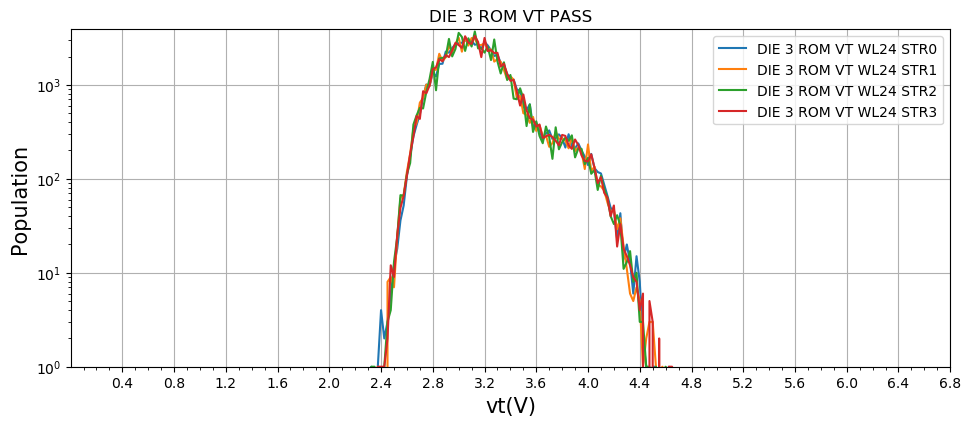 DIE 3 ROM VT PASS
DIE 3 ROM VT WL24 STR0
DIE 3 ROM VT WL24 STR1
DIE 3 ROM VT WL24 STR2
DIE 3 ROM VT WL24 STR3
Population
10^3
10^2
10^1
10^0
0.4 0.8 1.2 1.6 2.0 2.4 2.8 3.2 3.6 4.0 4.4 4.8 5.2 5.6 6.0 6.4 6.8
vt(V)